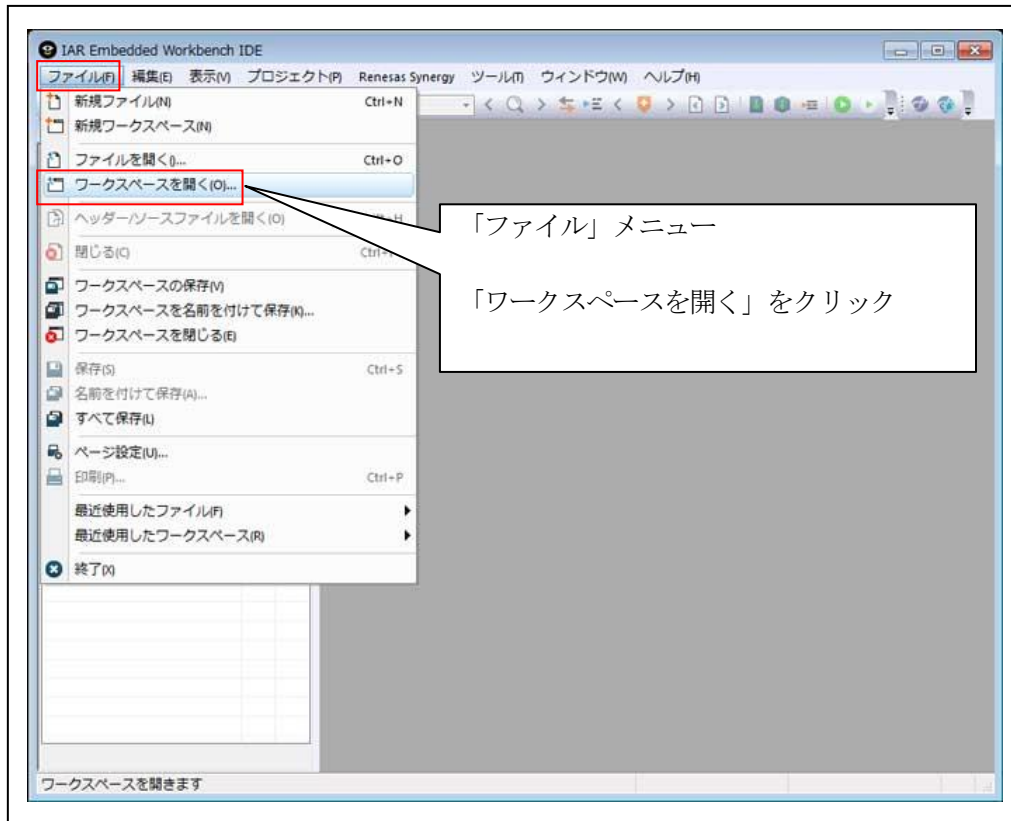 IAR Embedded Workbench IDE
ファイル(F) 編集(E) 表示(V) プロジェクト(P) Renesas Synergy ツール(T) ウィンドウ(W) ヘルプ(H)
新規ファイル(N) Ctrl+N
新規ワークスペース(N)
ファイルを開く()... Ctrl+O
ワークスペースを開く(O)...
ヘッダー/ソースファイルを開く(O)
閉じる(C)
ワークスペースの保存(V)
ワークスペースを名前を付けて保存(K)...
ワークスペースを閉じる(E)
保存(S) Ctrl+S
名前を付けて保存(A)...
すべて保存(L)
ページ設定(U)...
印刷(P)... Ctrl+P
最近使用したファイル(F)
最近使用したワークスペース(R)
終了(X)
「ファイル」メニュー
「ワークスペースを開く」をクリック
ワークスペースを開きます